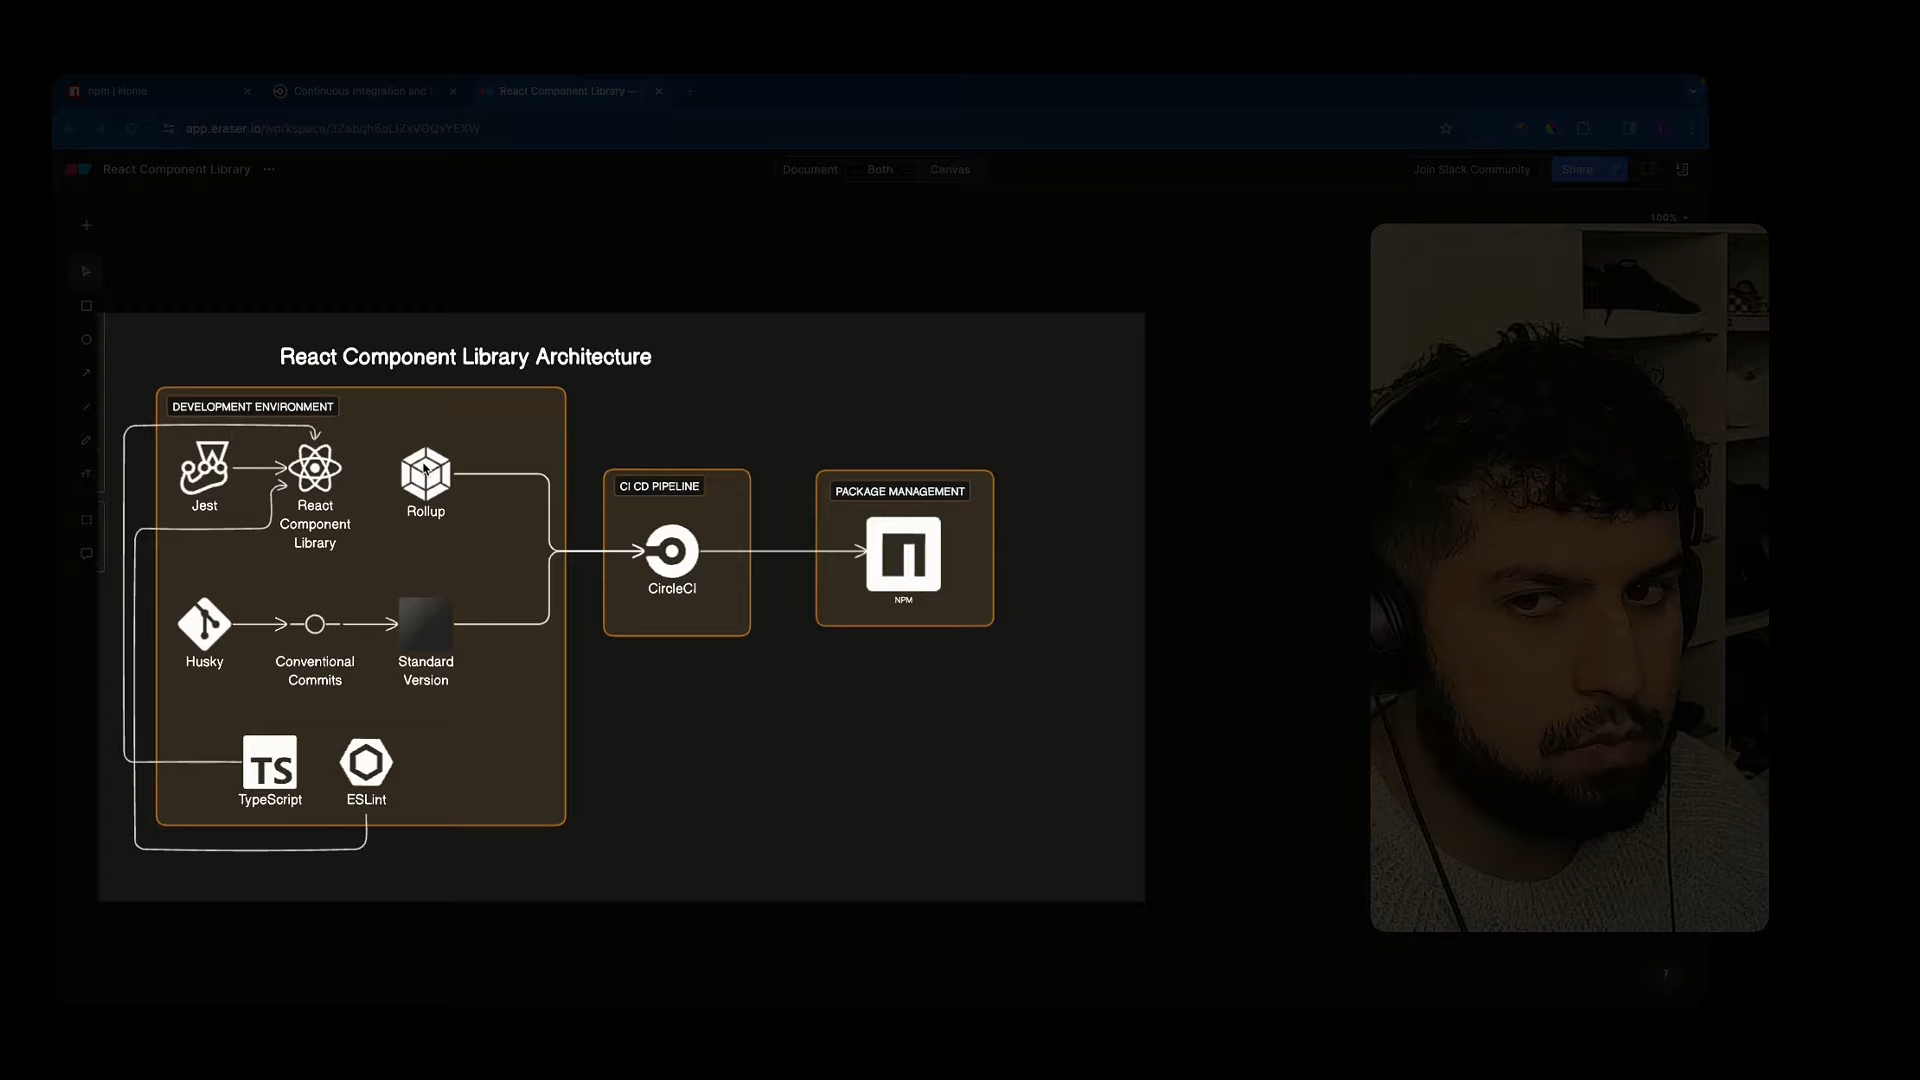 npm | Home
Continuous Integration and
React Component Library —
app.eraser.io/workspace/
React Component Library
Document
Both
Canvas
Join Slack Community
Share
100%
React Component Library Architecture
DEVELOPMENT ENVIRONMENT
Jest
React
Component
Library
Rollup
CI CD PIPELINE
CircleCI
PACKAGE MANAGEMENT
NPM
Husky
Conventional
Commits
Standard
Version
TS
TypeScript
ESLint
?